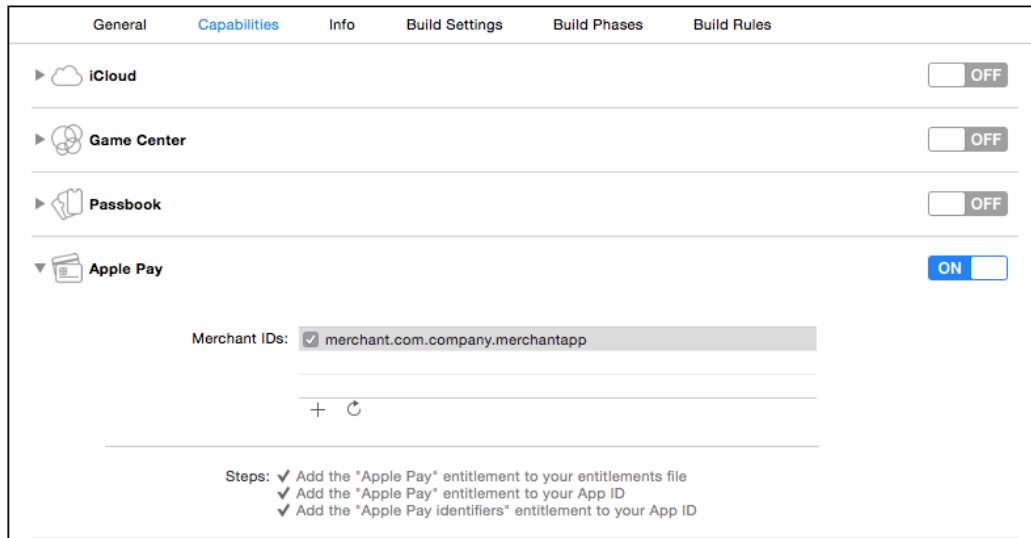 General Capabilities Info Build Settings Build Phases Build Rules
iCloud OFF
Game Center OFF
Passbook OFF
Apple Pay ON
Merchant IDs: merchant.com.company.merchantapp
Steps: ✓ Add the "Apple Pay" entitlement to your entitlements file
✓ Add the "Apple Pay" entitlement to your App ID
✓ Add the "Apple Pay identifiers" entitlement to your App ID